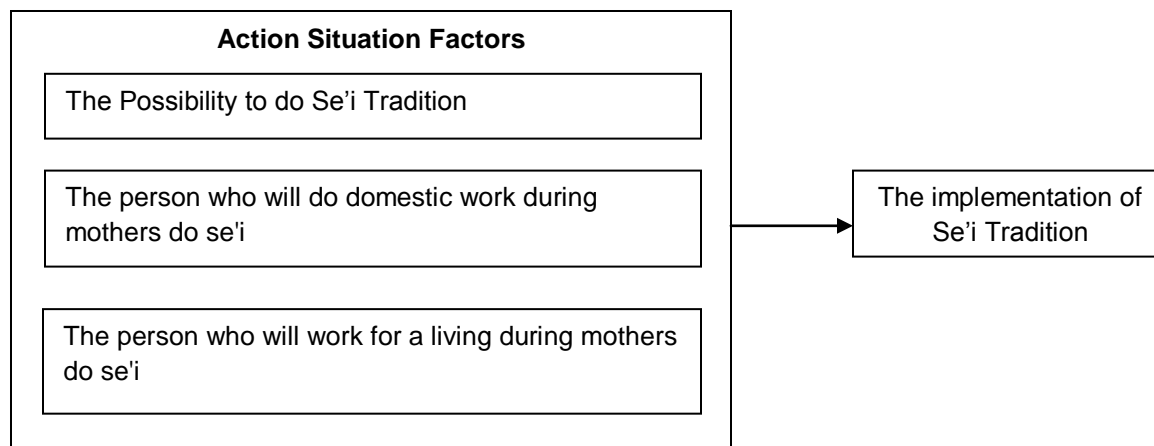 Action Situation Factors
The Possibility to do Se’i Tradition
The person who will do domestic work during
mothers do se'i
The person who will work for a living during mothers
do se'i
The implementation of
Se’i Tradition